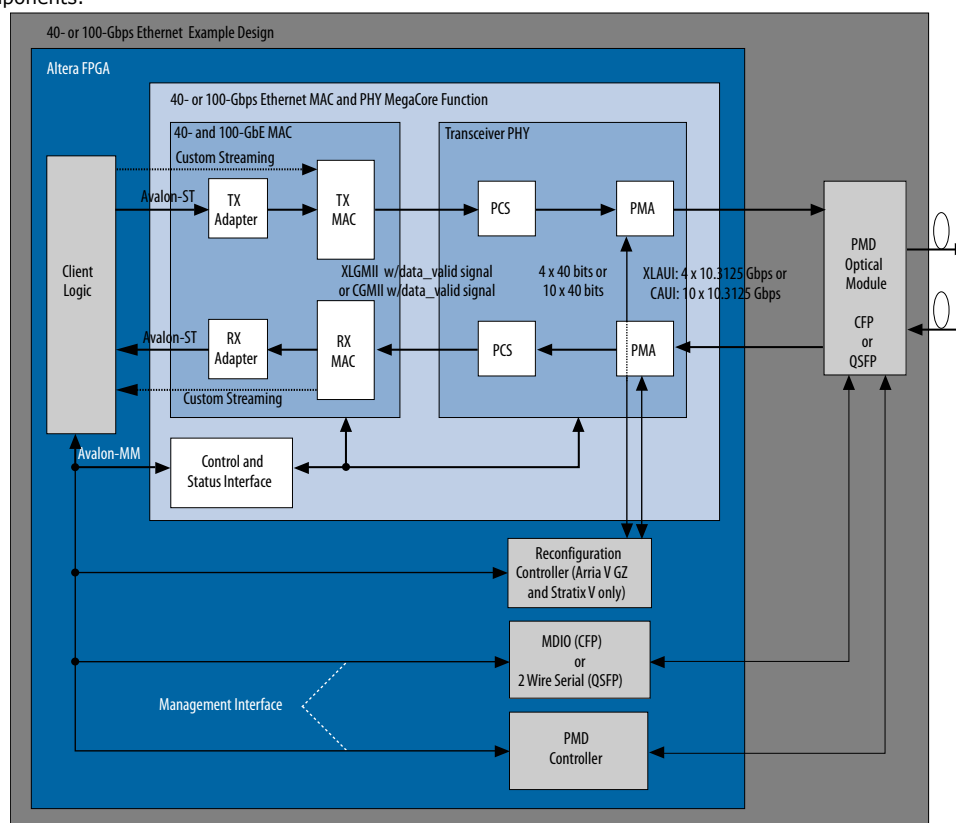 40- or 100-Gbps Ethernet Example Design
Altera FPGA
40- or 100-Gbps Ethernet MAC and PHY MegaCore Function
40- and 100-GbE MAC
Transceiver PHY
Custom Streaming
Avalon-ST
TX
Adapter
TX
MAC
PCS
PMA
Client
Logic
XLGMII w/data_valid signal
or CGMII w/data_valid signal
4 x 40 bits or
10 x 40 bits
XLAUI: 4 x 10.3125 Gbps or
CAUI: 10 x 10.3125 Gbps
PMD
Optical
Module
CFP
or
QSFP
Avalon-ST
RX
Adapter
RX
MAC
PCS
PMA
Custom Streaming
Avalon-MM
Control and
Status Interface
Reconfiguration
Controller (Arria V GZ
and Stratix V only)
MDIO (CFP)
or
2 Wire Serial (QSFP)
Management Interface
PMD
Controller